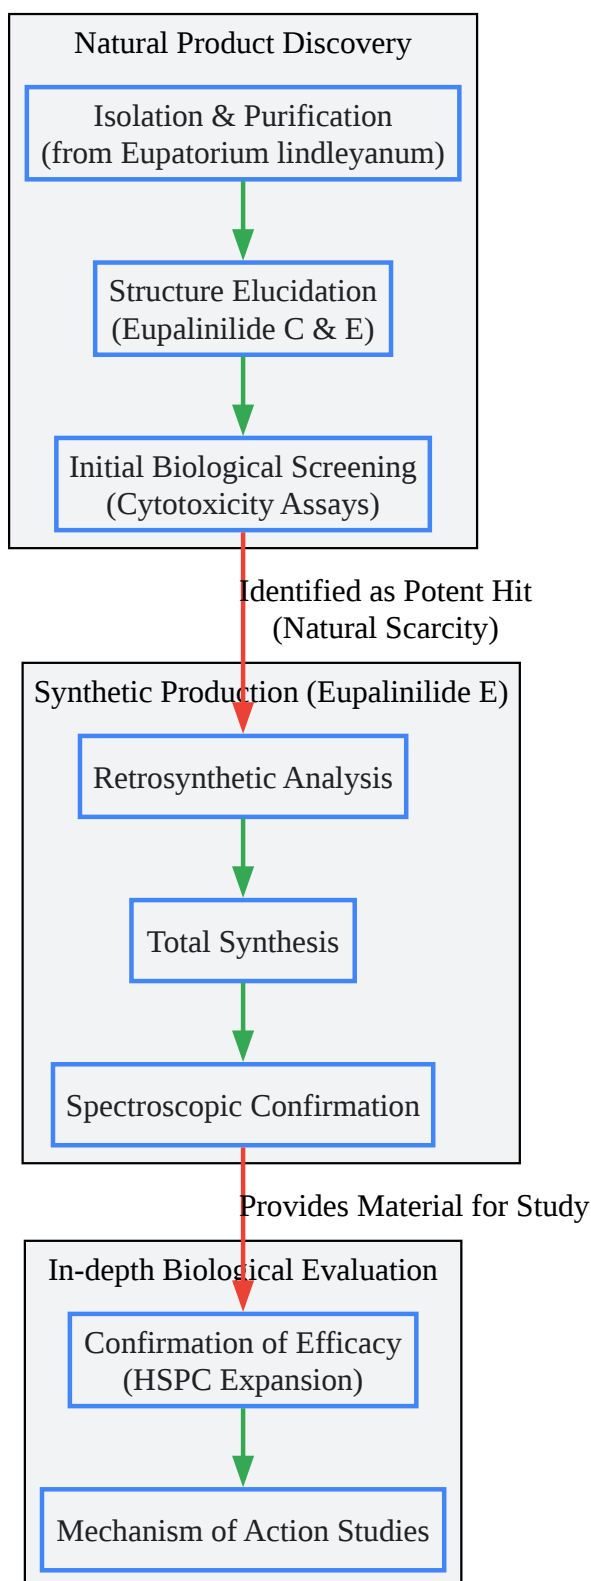 Natural Product Discovery
Isolation & Purification
(from Eupatorium lindleyanum)
Structure Elucidation
(Eupalinilide C & E)
Initial Biological Screening
(Cytotoxicity Assays)
Identified as Potent Hit
(Natural Scarcity)
Synthetic Production (Eupalinilide E)
Retrosynthetic Analysis
Total Synthesis
Spectroscopic Confirmation
Provides Material for Study
In-depth Biological Evaluation
Confirmation of Efficacy
(HSPC Expansion)
Mechanism of Action Studies